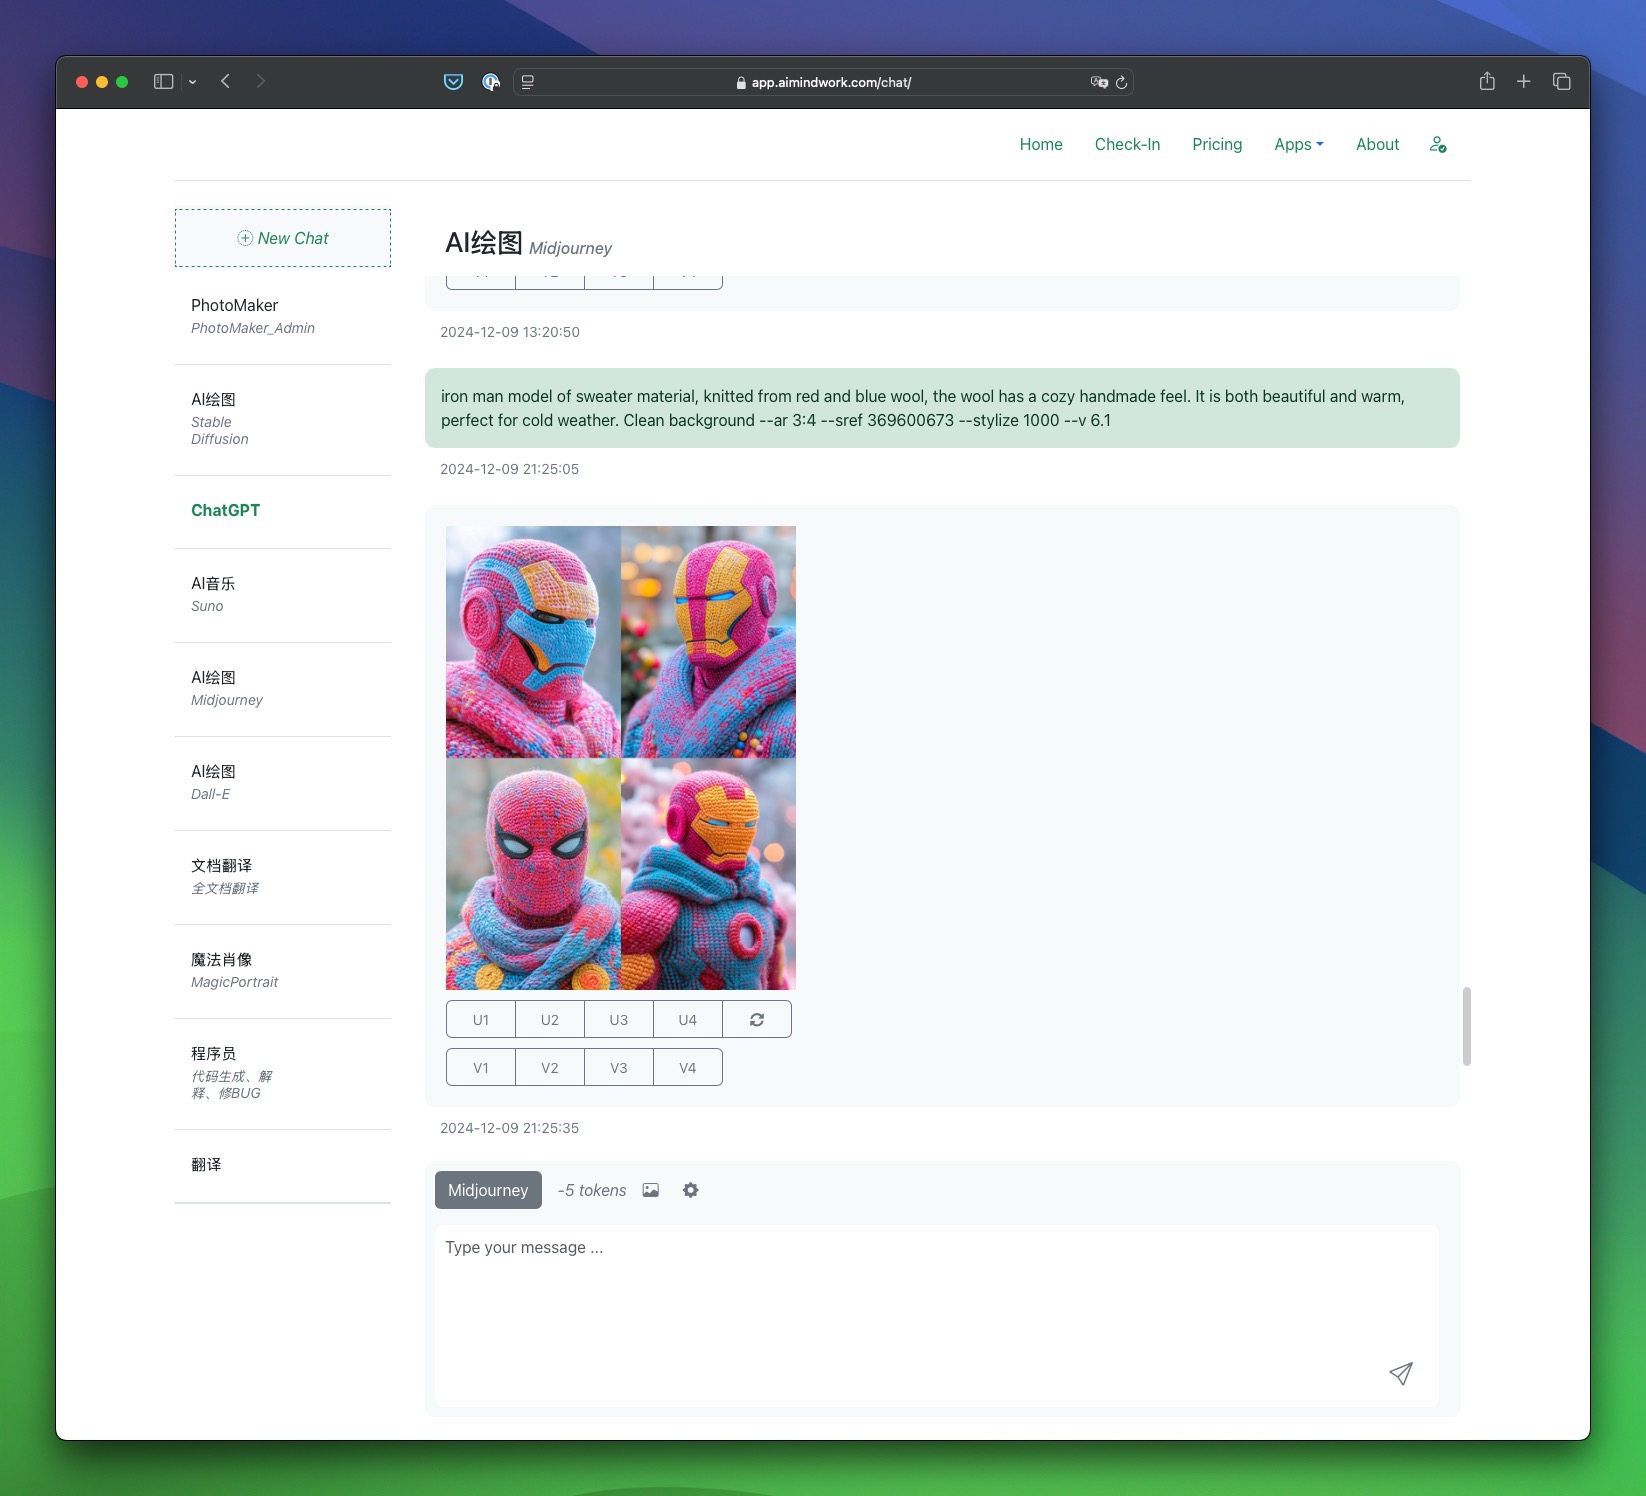 app.aimindwork.com/chat/
Home Check-In Pricing Apps About
New Chat
PhotoMaker
PhotoMaker_Admin
AI绘图
Stable
Diffusion
ChatGPT
AI音乐
Suno
AI绘图
Midjourney
AI绘图
Dall-E
文档翻译
全文档翻译
魔法肖像
MagicPortrait
程序员
代码生成、解
释、修BUG
翻译
AI绘图 Midjourney
2024-12-09 13:20:50
iron man model of sweater material, knitted from red and blue wool, the wool has a cozy handmade feel. It is both beautiful and warm,
perfect for cold weather. Clean background --ar 3:4 --sref 369600673 --stylize 1000 --v 6.1
2024-12-09 21:25:05
U1 U2 U3 U4
V1 V2 V3 V4
2024-12-09 21:25:35
Midjourney -5 tokens
Type your message ...